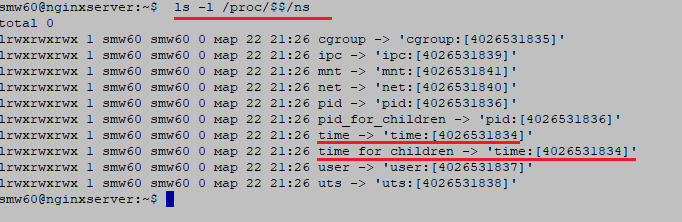 smw60@nginxserver:~$ ls -l /proc/$$/ns
total 0
lrwxrwxrwx 1 smw60 smw60 0 мар 22 21:26 cgroup -> 'cgroup:[4026531835]'
lrwxrwxrwx 1 smw60 smw60 0 мар 22 21:26 ipc -> 'ipc:[4026531839]'
lrwxrwxrwx 1 smw60 smw60 0 мар 22 21:26 mnt -> 'mnt:[4026531841]'
lrwxrwxrwx 1 smw60 smw60 0 мар 22 21:26 net -> 'net:[4026531840]'
lrwxrwxrwx 1 smw60 smw60 0 мар 22 21:26 pid -> 'pid:[4026531836]'
lrwxrwxrwx 1 smw60 smw60 0 мар 22 21:26 pid_for_children -> 'pid:[4026531836]'
lrwxrwxrwx 1 smw60 smw60 0 мар 22 21:26 time -> 'time:[4026531834]'
lrwxrwxrwx 1 smw60 smw60 0 мар 22 21:26 time_for_children -> 'time:[4026531834]'
lrwxrwxrwx 1 smw60 smw60 0 мар 22 21:26 user -> 'user:[4026531837]'
lrwxrwxrwx 1 smw60 smw60 0 мар 22 21:26 uts -> 'uts:[4026531838]'
smw60@nginxserver:~$